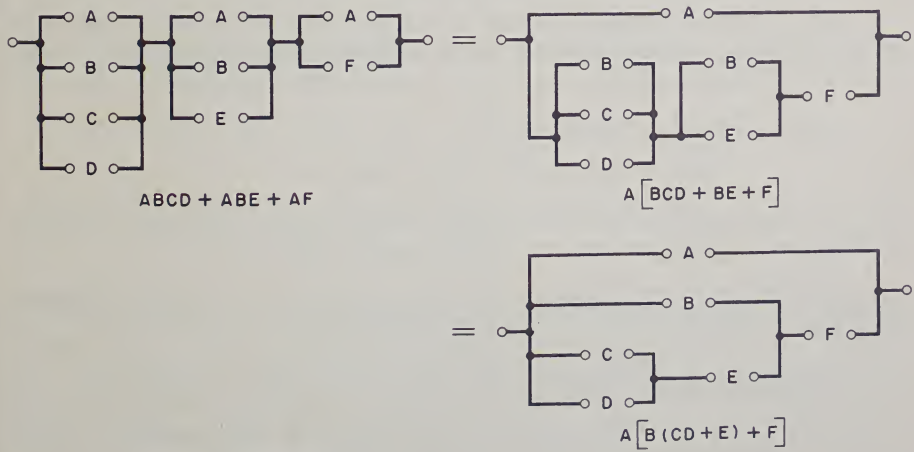 A A A = A
B B F B B
C E C E F
D D
ABCD + ABE + AF A[BCD + BE + F]
A
= B F
C E
D
A[B(CD + E) + F]